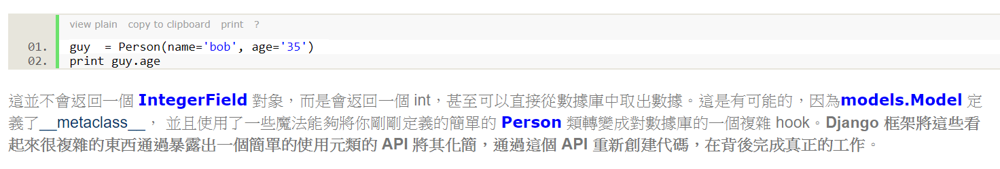 view plain copy to clipboard print ?
01. guy  = Person(name='bob', age='35')
02. print guy.age
這並不會返回一個 IntegerField 對象，而是會返回一個 int，甚至可以直接從數據庫中取出數據。這是有可能的，因為models.Model 定
義了__metaclass__， 並且使用了一些魔法能夠將你剛剛定義的簡單的 Person 類轉變成對數據庫的一個複雜 hook。Django 框架將這些看
起來很複雜的東西通過暴露出一個簡單的使用元類的 API 將其化簡，通過這個 API 重新創建代碼，在背後完成真正的工作。